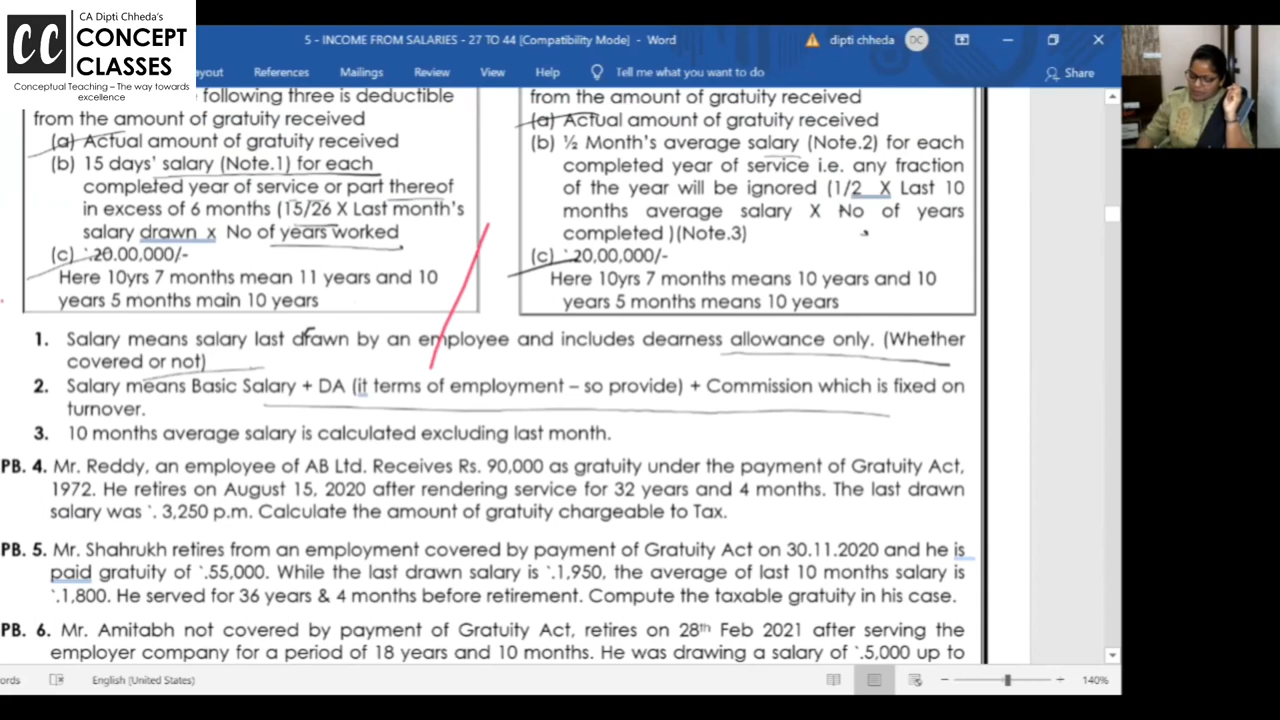 CA Dipti Chheda's
CC CONCEPT
CLASSES
Conceptual Teaching – The way towards
excellence
5 - INCOME FROM SALARIES - 27 TO 44 [Compatibility Mode] - Word
dipti chheda
DC
yout References Mailings Review View Help Tell me what you want to do
Share
following three is deductible
from the amount of gratuity received
(a) Actual amount of gratuity received
(b) 15 days' salary (Note.1) for each
completed year of service or part thereof
in excess of 6 months (15/26 X Last month's
salary drawn x No of years worked
(c) `20.00,000/-
Here 10yrs 7 months mean 11 years and 10
years 5 months main 10 years
from the amount of gratuity received
(a) Actual amount of gratuity received
(b) ½ Month's average salary (Note.2) for each
completed year of service i.e. any fraction
of the year will be ignored (1/2 X Last 10
months average salary X No of years
completed )(Note.3)
(c) `20,00,000/-
Here 10yrs 7 months means 10 years and 10
years 5 months means 10 years
1. Salary means salary last drawn by an employee and includes dearness allowance only. (Whether
covered or not)
2. Salary means Basic Salary + DA (it terms of employment – so provide) + Commission which is fixed on
turnover.
3. 10 months average salary is calculated excluding last month.
PB. 4. Mr. Reddy, an employee of AB Ltd. Receives Rs. 90,000 as gratuity under the payment of Gratuity Act,
1972. He retires on August 15, 2020 after rendering service for 32 years and 4 months. The last drawn
salary was `. 3,250 p.m. Calculate the amount of gratuity chargeable to Tax.
PB. 5. Mr. Shahrukh retires from an employment covered by payment of Gratuity Act on 30.11.2020 and he is
paid gratuity of `.55,000. While the last drawn salary is `.1,950, the average of last 10 months salary is
`.1,800. He served for 36 years & 4 months before retirement. Compute the taxable gratuity in his case.
PB. 6. Mr. Amitabh not covered by payment of Gratuity Act, retires on 28th Feb 2021 after serving the
employer company for a period of 18 years and 10 months. He was drawing a salary of `.5,000 up to
ords English (United States)
140%